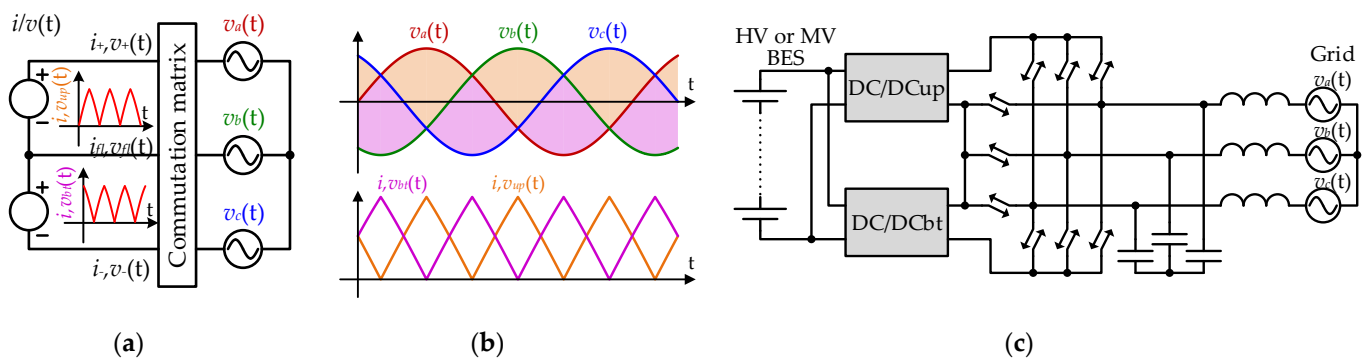 i/v(t)
i+,v+(t)
va(t)
+
−
i,vup(t)
t
Commutation matrix
vb(t)
ifl,vfl(t)
+
−
i,vbt(t)
t
vc(t)
i-,v-(t)
(a)
va(t) vb(t) vc(t)
t
i,vbt(t) i,vup(t)
t
(b)
HV or MV
BES
DC/DCup
DC/DCbt
Grid
va(t)
vb(t)
vc(t)
(c)